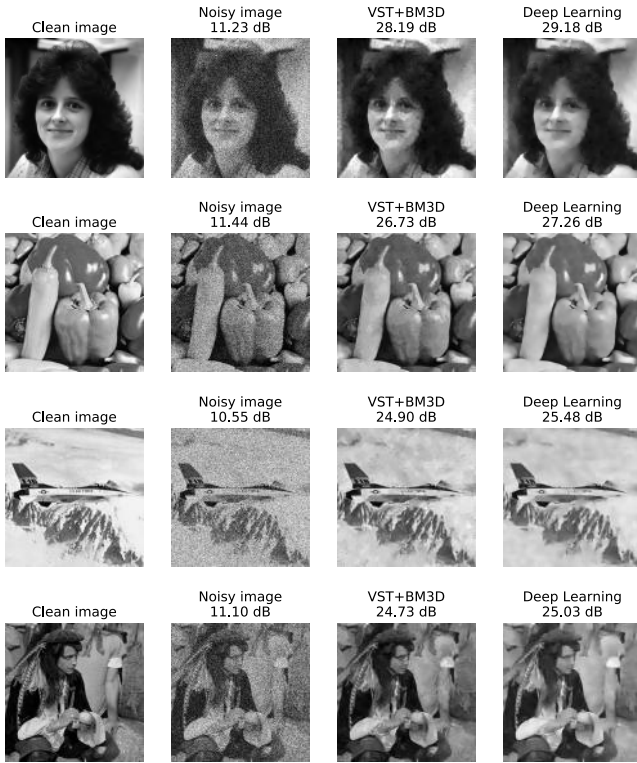 Clean image
Noisy image
11.23 dB
VST+BM3D
28.19 dB
Deep Learning
29.18 dB
Clean image
Noisy image
11.44 dB
VST+BM3D
26.73 dB
Deep Learning
27.26 dB
Clean image
Noisy image
10.55 dB
VST+BM3D
24.90 dB
Deep Learning
25.48 dB
Clean image
Noisy image
11.10 dB
VST+BM3D
24.73 dB
Deep Learning
25.03 dB